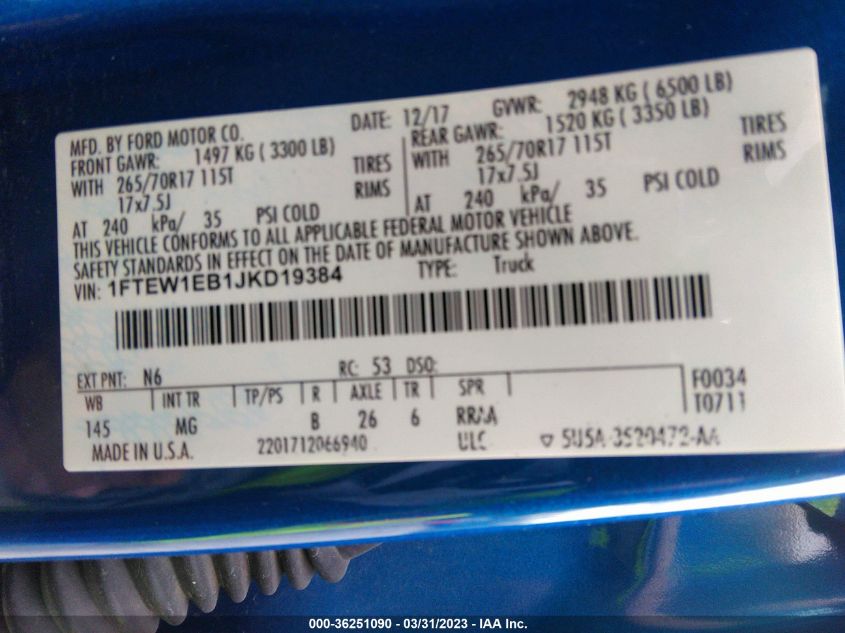 MFD. BY FORD MOTOR CO.
DATE: 12/17 GVWR: 2948 KG ( 6500 LB)
FRONT GAWR: 1497 KG ( 3300 LB)
WITH 265/70R17 115T TIRES
17x7.5J RIMS
AT 240 kPa/ 35 PSI COLD
REAR GAWR: 1520 KG ( 3350 LB)
WITH 265/70R17 115T TIRES
17x7.5J RIMS
AT 240 kPa/ 35 PSI COLD
THIS VEHICLE CONFORMS TO ALL APPLICABLE FEDERAL MOTOR VEHICLE
SAFETY STANDARDS IN EFFECT ON THE DATE OF MANUFACTURE SHOWN ABOVE.
VIN: 1FTEW1EB1JKD19384 TYPE: Truck
EXT PNT: N6 RC: 53 DSO:
WB INT TR TP/PS R AXLE TR SPR F0034
145 MG B 26 6 RRAA T0711
MADE IN U.S.A. 2201712066940 5U5A-3520472-AA
000-36251090 - 03/31/2023 - IAA Inc.